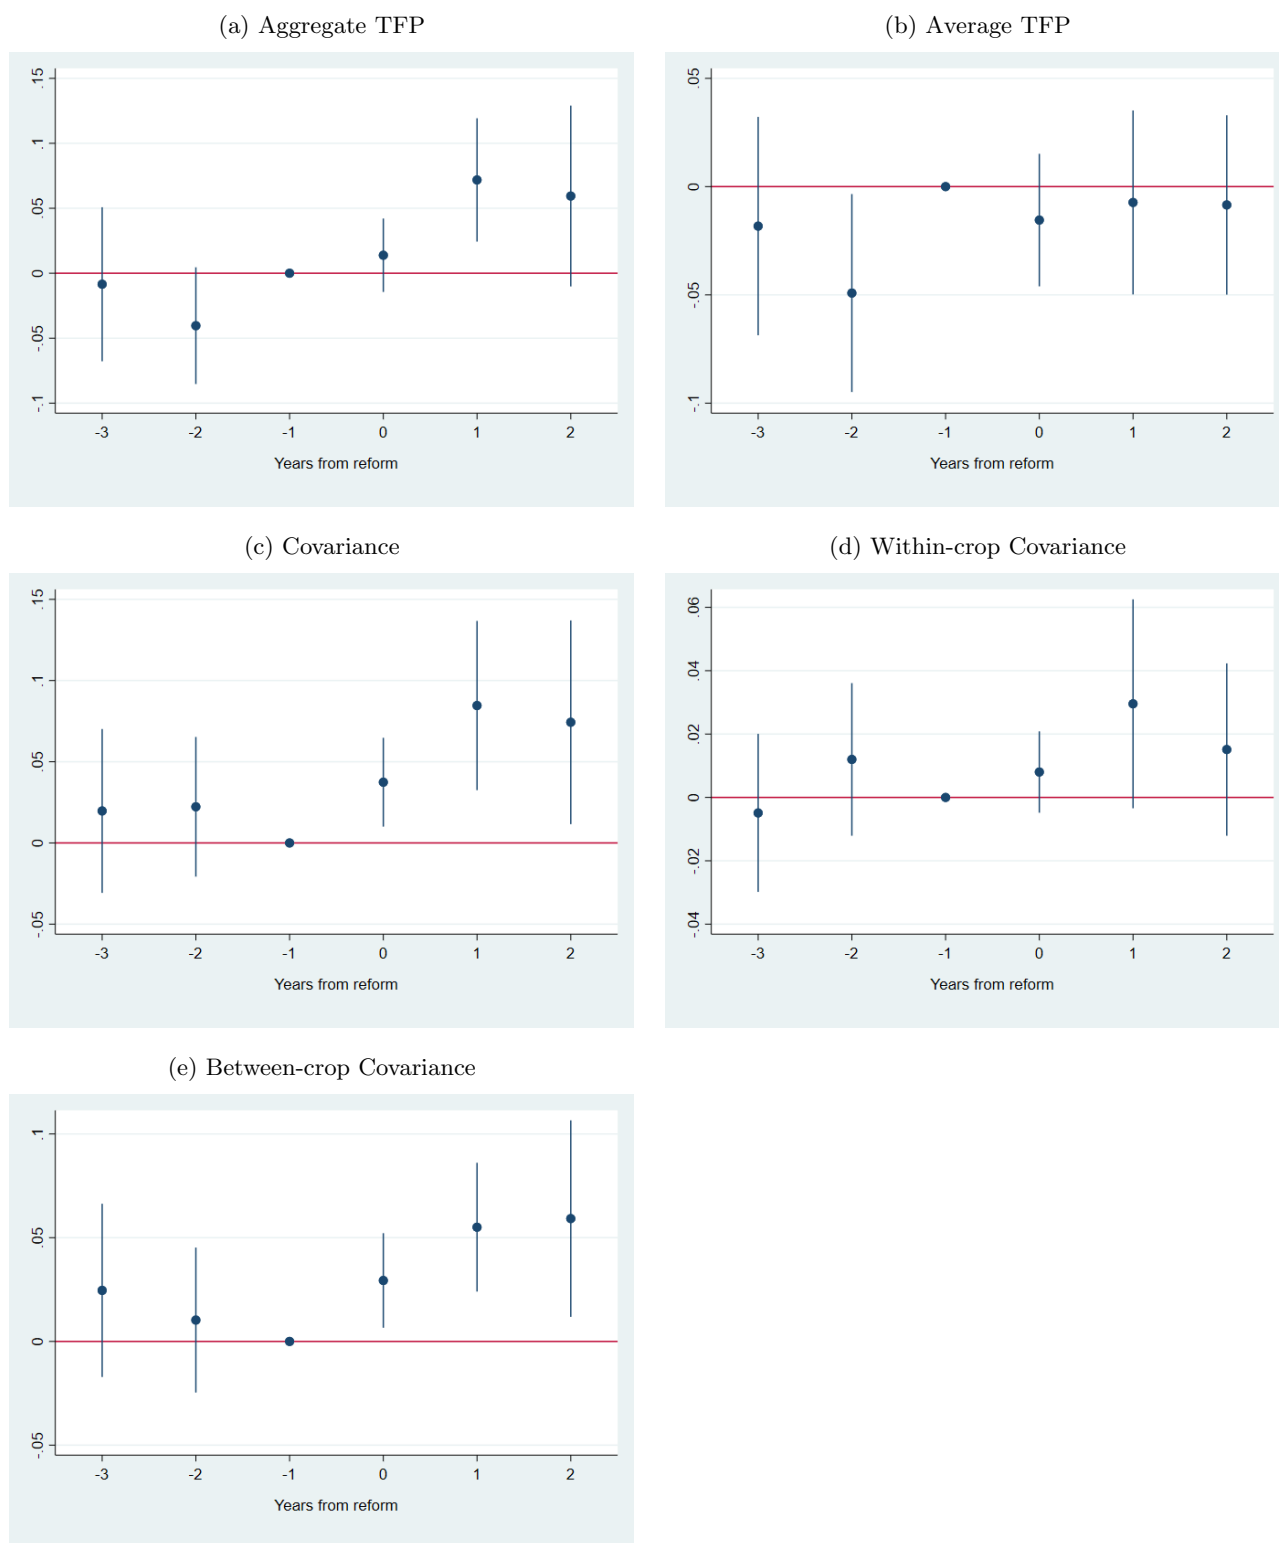 (a) Aggregate TFP
.15
.1
.05
0
-.05
-.1
-3 -2 -1 0 1 2
Years from reform
(b) Average TFP
.05
0
-.05
-.1
-3 -2 -1 0 1 2
Years from reform
(c) Covariance
.15
.1
.05
0
-.05
-3 -2 -1 0 1 2
Years from reform
(d) Within-crop Covariance
.06
.04
.02
0
-.02
-.04
-3 -2 -1 0 1 2
Years from reform
(e) Between-crop Covariance
.1
.05
0
-.05
-3 -2 -1 0 1 2
Years from reform